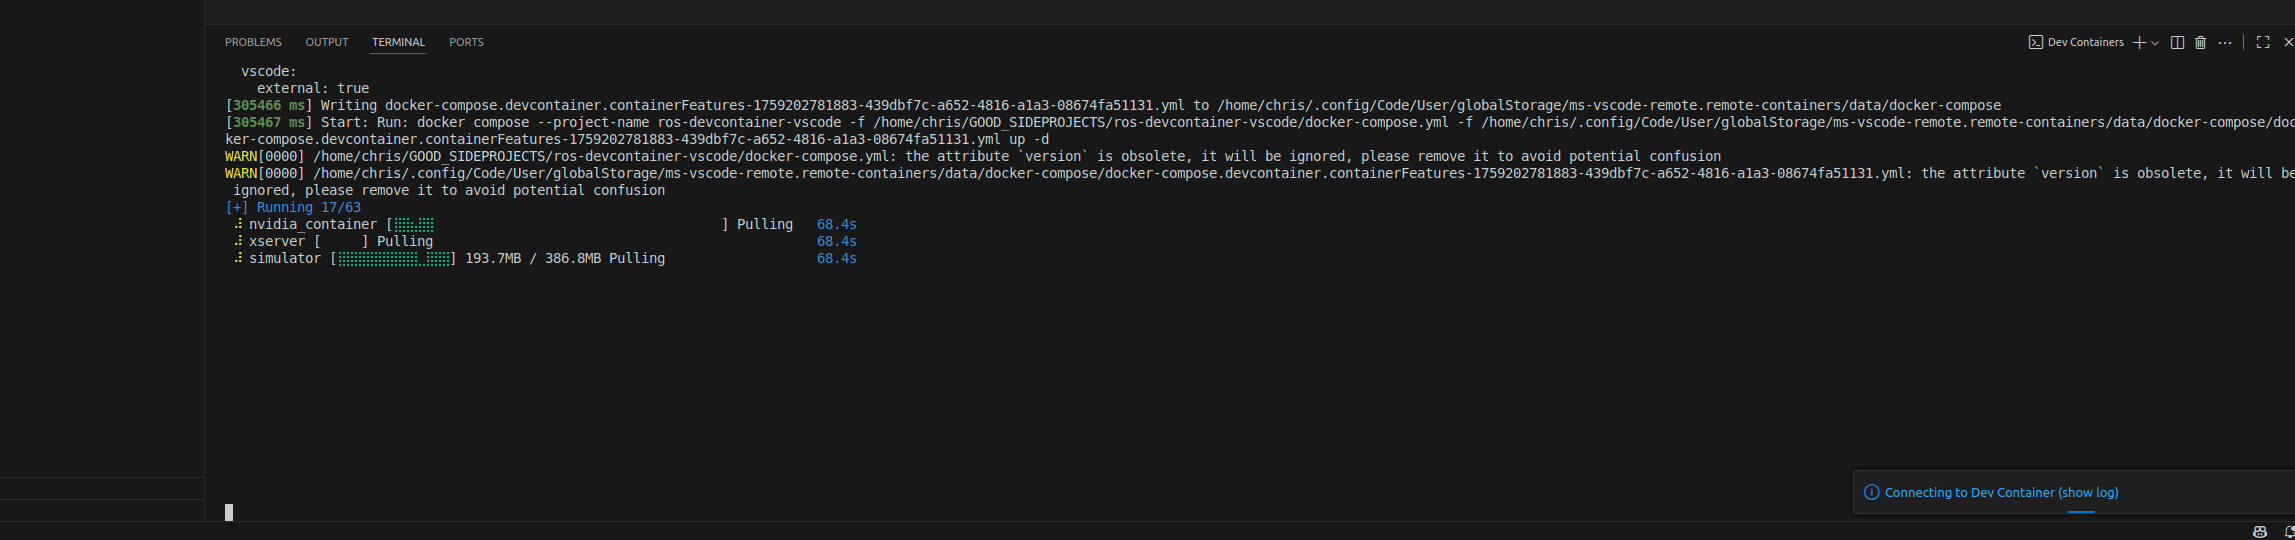 PROBLEMS OUTPUT TERMINAL PORTS Dev Containers
vscode:
external: true
[305466 ms] Writing docker-compose.devcontainer.containerFeatures-1759202781883-439dbf7c-a652-4816-a1a3-08674fa51131.yml to /home/chris/.config/Code/User/globalStorage/ms-vscode-remote.remote-containers/data/docker-compose
[305467 ms] Start: Run: docker compose --project-name ros-devcontainer-vscode -f /home/chris/GOOD_SIDEPROJECTS/ros-devcontainer-vscode/docker-compose.yml -f /home/chris/.config/Code/User/globalStorage/ms-vscode-remote.remote-containers/data/docker-compose/doc
ker-compose.devcontainer.containerFeatures-1759202781883-439dbf7c-a652-4816-a1a3-08674fa51131.yml up -d
WARN[0000] /home/chris/GOOD_SIDEPROJECTS/ros-devcontainer-vscode/docker-compose.yml: the attribute `version` is obsolete, it will be ignored, please remove it to avoid potential confusion
WARN[0000] /home/chris/.config/Code/User/globalStorage/ms-vscode-remote.remote-containers/data/docker-compose/docker-compose.devcontainer.containerFeatures-1759202781883-439dbf7c-a652-4816-a1a3-08674fa51131.yml: the attribute `version` is obsolete, it will be
ignored, please remove it to avoid potential confusion
[+] Running 17/63
⠼ nvidia_container [⣿⣿⣦⣿⣿ ] Pulling 68.4s
⠼ xserver [ ] Pulling 68.4s
⠼ simulator [⣿⣿⣿⣿⣿⣿⣿⣿⣿⣿⣀⣿⣿⣿] 193.7MB / 386.8MB Pulling 68.4s
Connecting to Dev Container (show log)